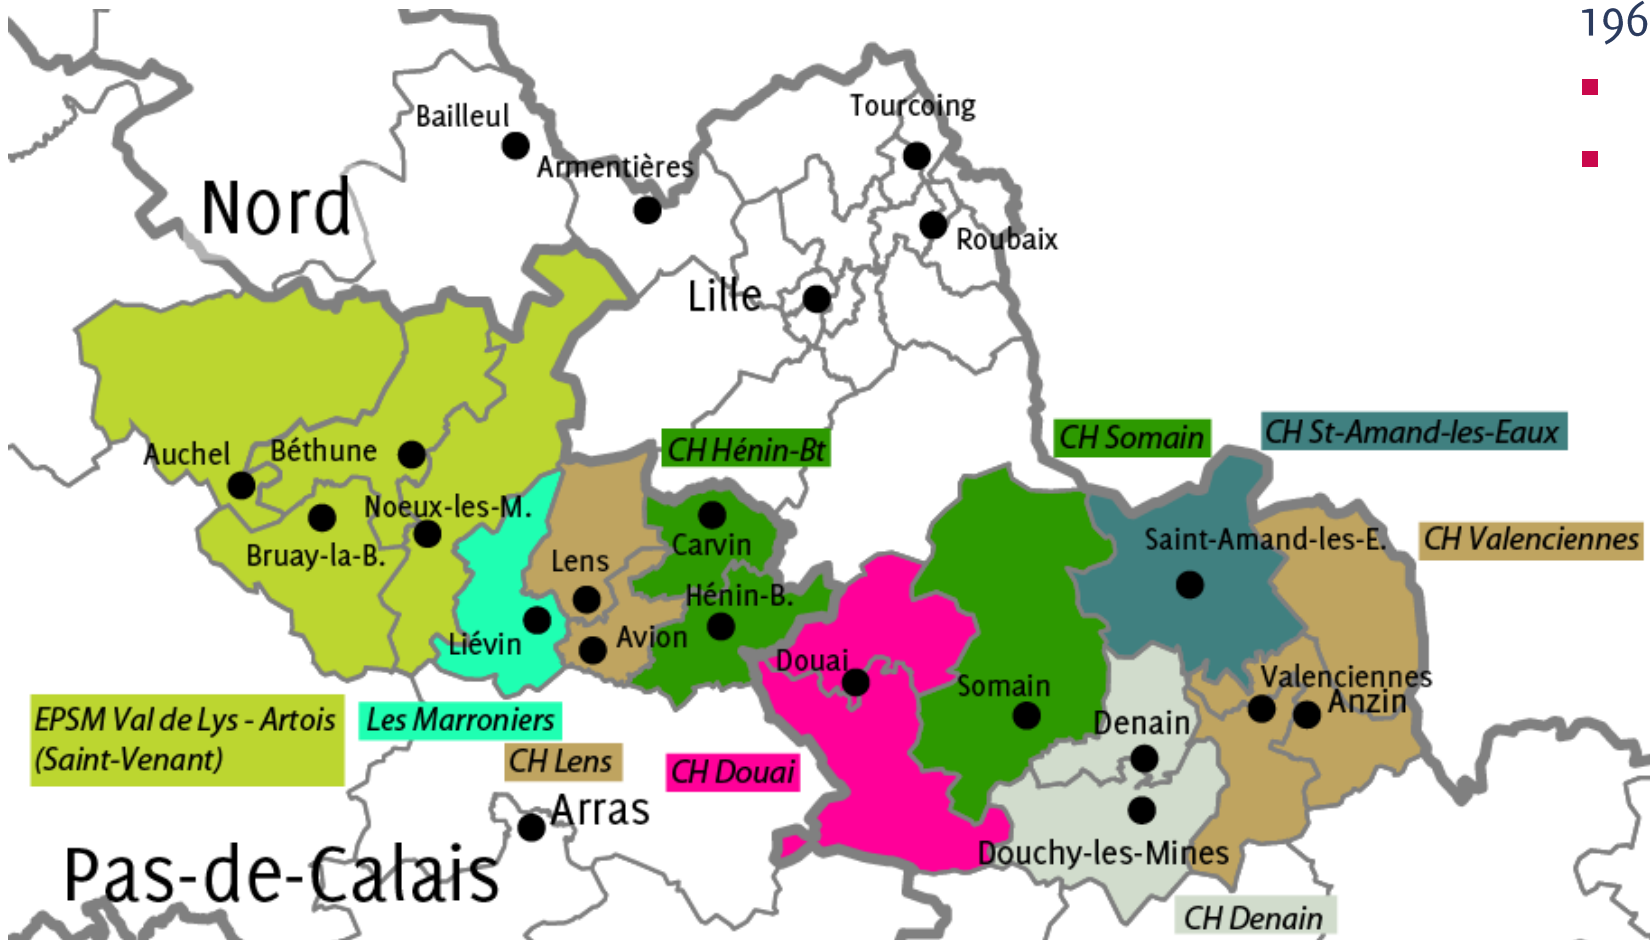 196
Tourcoing
Bailleul
Armentières
Nord
Roubaix
Lille
CH Hénin-Bt
CH Somain
CH St-Amand-les-Eaux
Auchel
Béthune
Noeux-les-M.
Bruay-la-B.
Carvin
Saint-Amand-les-E.
CH Valenciennes
Lens
Hénin-B.
Liévin
Avion
Douai
Somain
Valenciennes
Anzin
Denain
EPSM Val de Lys - Artois
(Saint-Venant)
Les Marroniers
CH Lens
CH Douai
Arras
Douchy-les-Mines
Pas-de-Calais
CH Denain